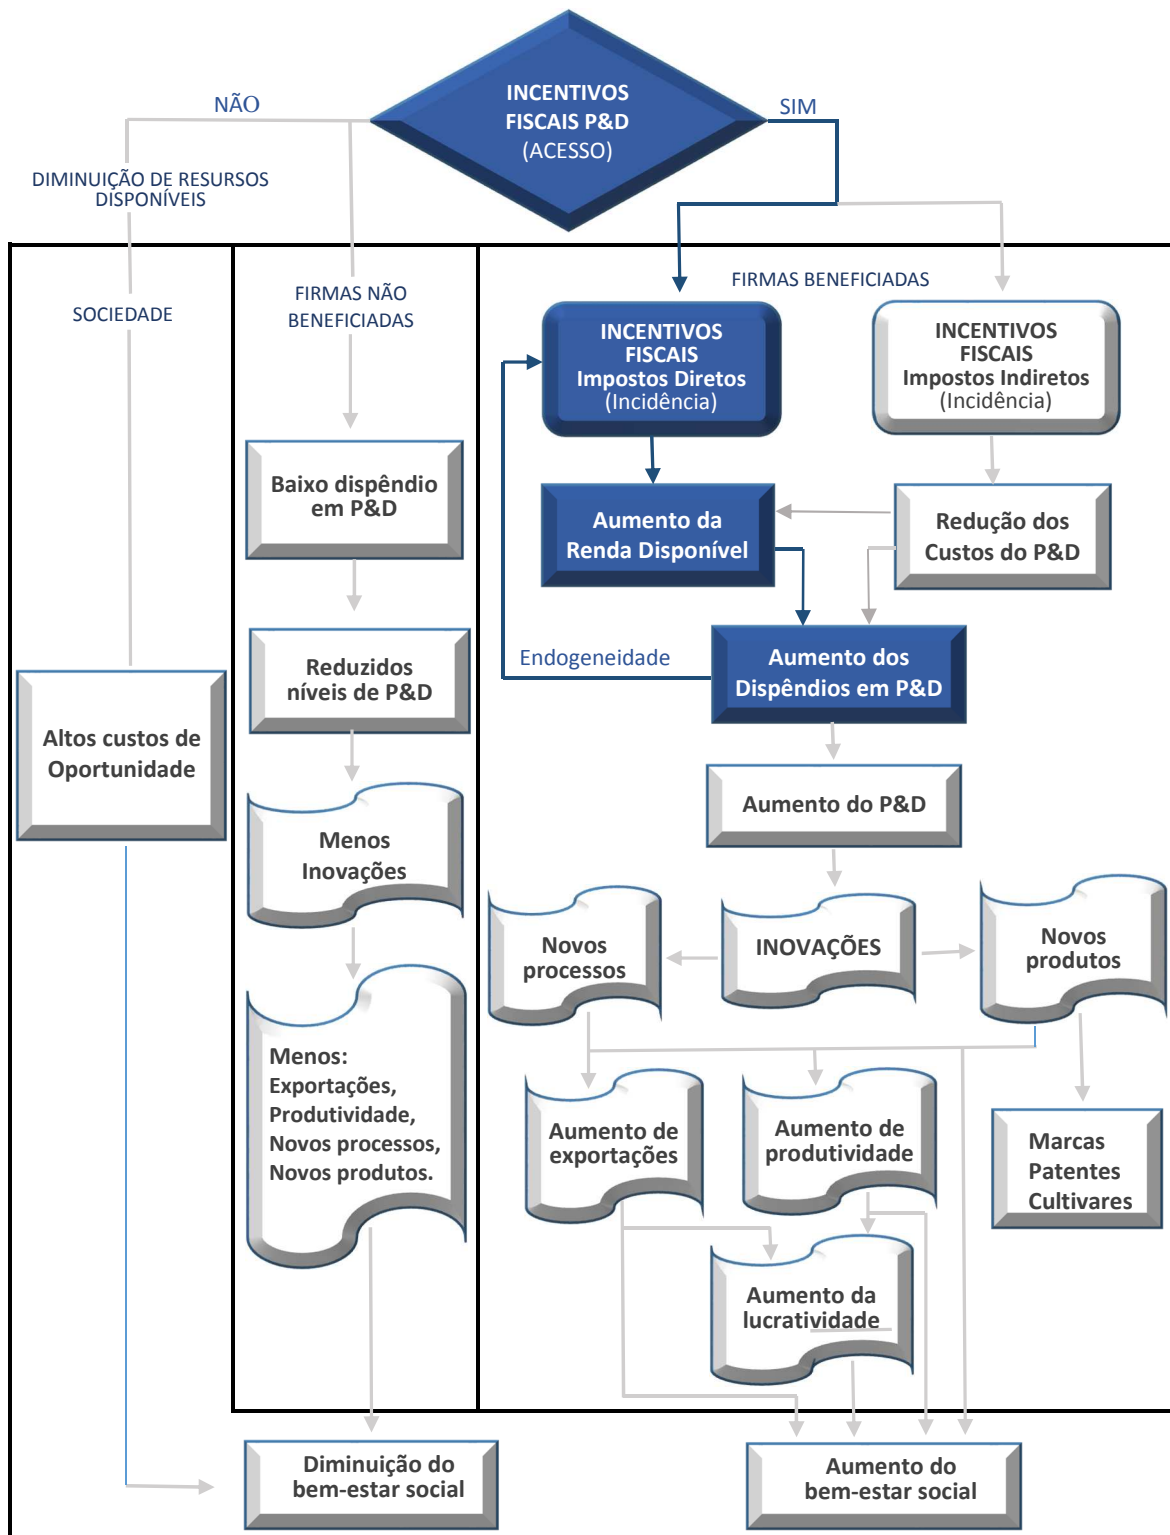 INCENTIVOS
FISCAIS P&D
(ACESSO)
NÃO
SIM
DIMINUIÇÃO DE RESURSOS
DISPONÍVEIS
SOCIEDADE
FIRMAS NÃO
BENEFICIADAS
FIRMAS BENEFICIADAS
INCENTIVOS
FISCAIS
Impostos Diretos
(Incidência)
INCENTIVOS
FISCAIS
Impostos Indiretos
(Incidência)
Baixo dispêndio
em P&D
Aumento da
Renda Disponível
Redução dos
Custos do P&D
Reduzidos
níveis de P&D
Endogeneidade
Aumento dos
Dispêndios em P&D
Altos custos de
Oportunidade
Aumento do P&D
Menos
Inovações
Novos
processos
INOVAÇÕES
Novos
produtos
Menos:
Exportações,
Produtividade,
Novos processos,
Novos produtos.
Aumento de
exportações
Aumento de
produtividade
Marcas
Patentes
Cultivares
Aumento da
lucratividade
Diminuição do
bem-estar social
Aumento do
bem-estar social